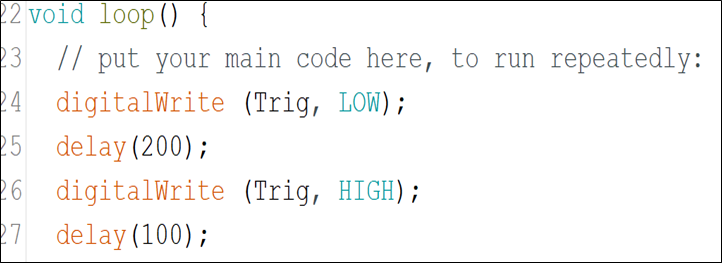 22 void loop() {
23 // put your main code here, to run repeatedly:
24 digitalWrite (Trig, LOW);
25 delay(200);
26 digitalWrite (Trig, HIGH);
27 delay(100);